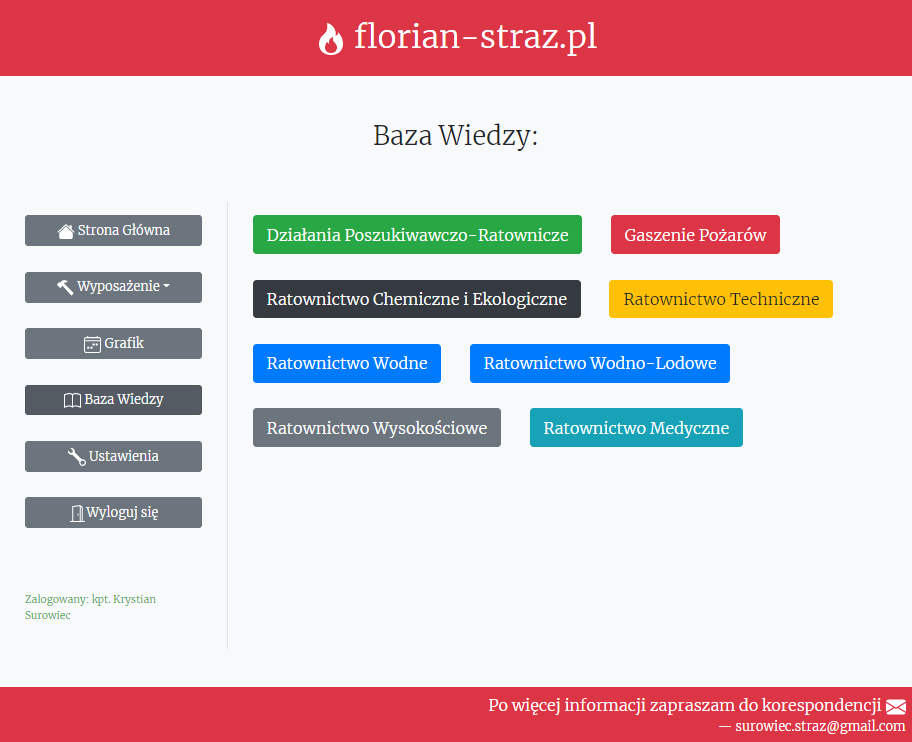 florian-straz.pl
Baza Wiedzy:
Strona Główna
Wyposażenie
Grafik
Baza Wiedzy
Ustawienia
Wyloguj się
Zalogowany: kpt. Krystian
Surowiec
Działania Poszukiwawczo-Ratownicze
Gaszenie Pożarów
Ratownictwo Chemiczne i Ekologiczne
Ratownictwo Techniczne
Ratownictwo Wodne
Ratownictwo Wodno-Lodowe
Ratownictwo Wysokościowe
Ratownictwo Medyczne
Po więcej informacji zapraszam do korespondencji
— surowiec.straz@gmail.com